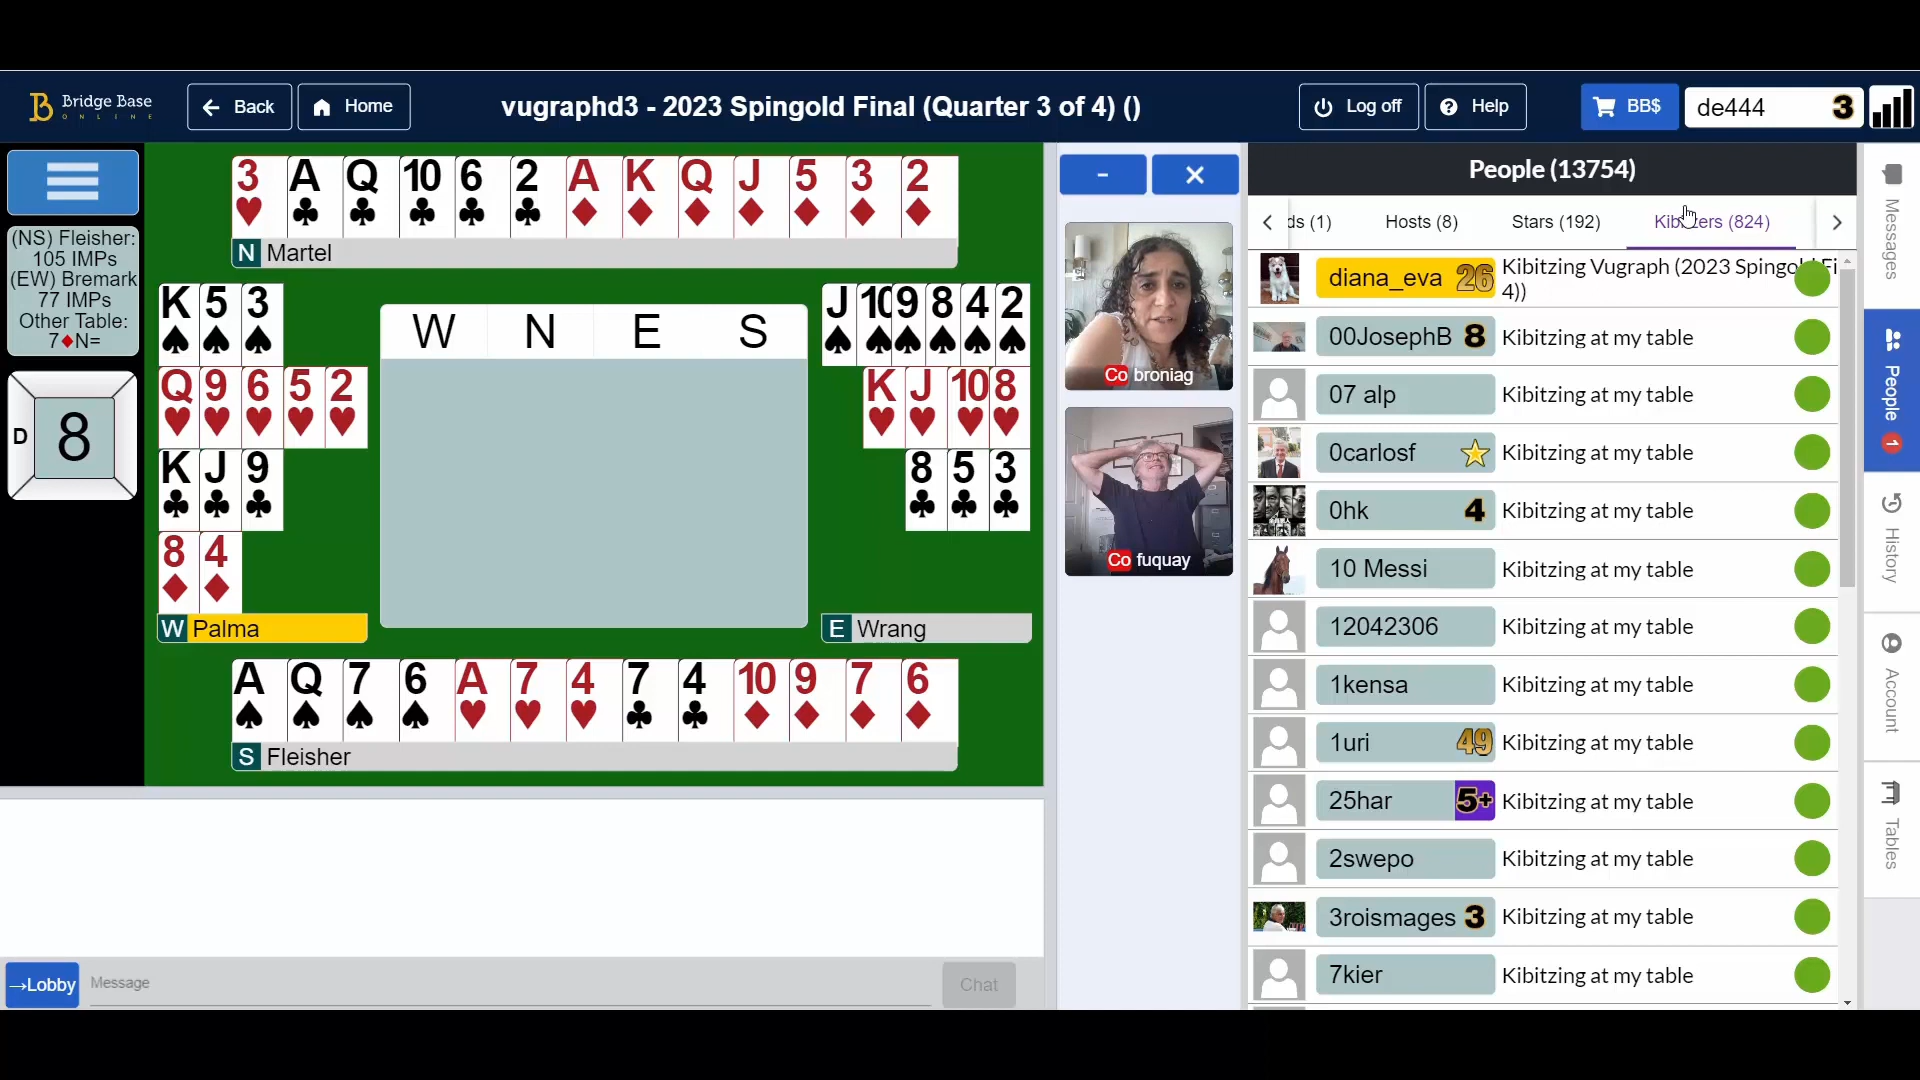 Bridge Base
ONLINE
Back
Home
vugraphd3 - 2023 Spingold Final (Quarter 3 of 4) ()
Log off
Help
BB$
de444 3
(NS) Fleisher:
105 IMPs
(EW) Bremark
77 IMPs
Other Table:
7♦N=
D 8
3 A Q 10 6 2 A K Q J 5 3 2
N Martel
K 5 3
Q 9 6 5 2
K J 9
8 4
W Palma
W N E S
J 10 9 8 4 2
K J 10 8
8 5 3
E Wrang
A Q 7 6 A 7 4 7 4 10 9 7 6
S Fleisher
→Lobby
Message
Chat
Co broniag
Co fuquay
People (13754)
ds (1)
Hosts (8)
Stars (192)
Kibitzers (824)
diana_eva 26 Kibitzing Vugraph (2023 Spingold Fi
4))
00JosephB 8 Kibitzing at my table
07 alp Kibitzing at my table
0carlosf Kibitzing at my table
0hk 4 Kibitzing at my table
10 Messi Kibitzing at my table
12042306 Kibitzing at my table
1kensa Kibitzing at my table
1uri 49 Kibitzing at my table
25har 5+ Kibitzing at my table
2swepo Kibitzing at my table
3roismages 3 Kibitzing at my table
7kier Kibitzing at my table
Messages
People 1
History
Account
Tables